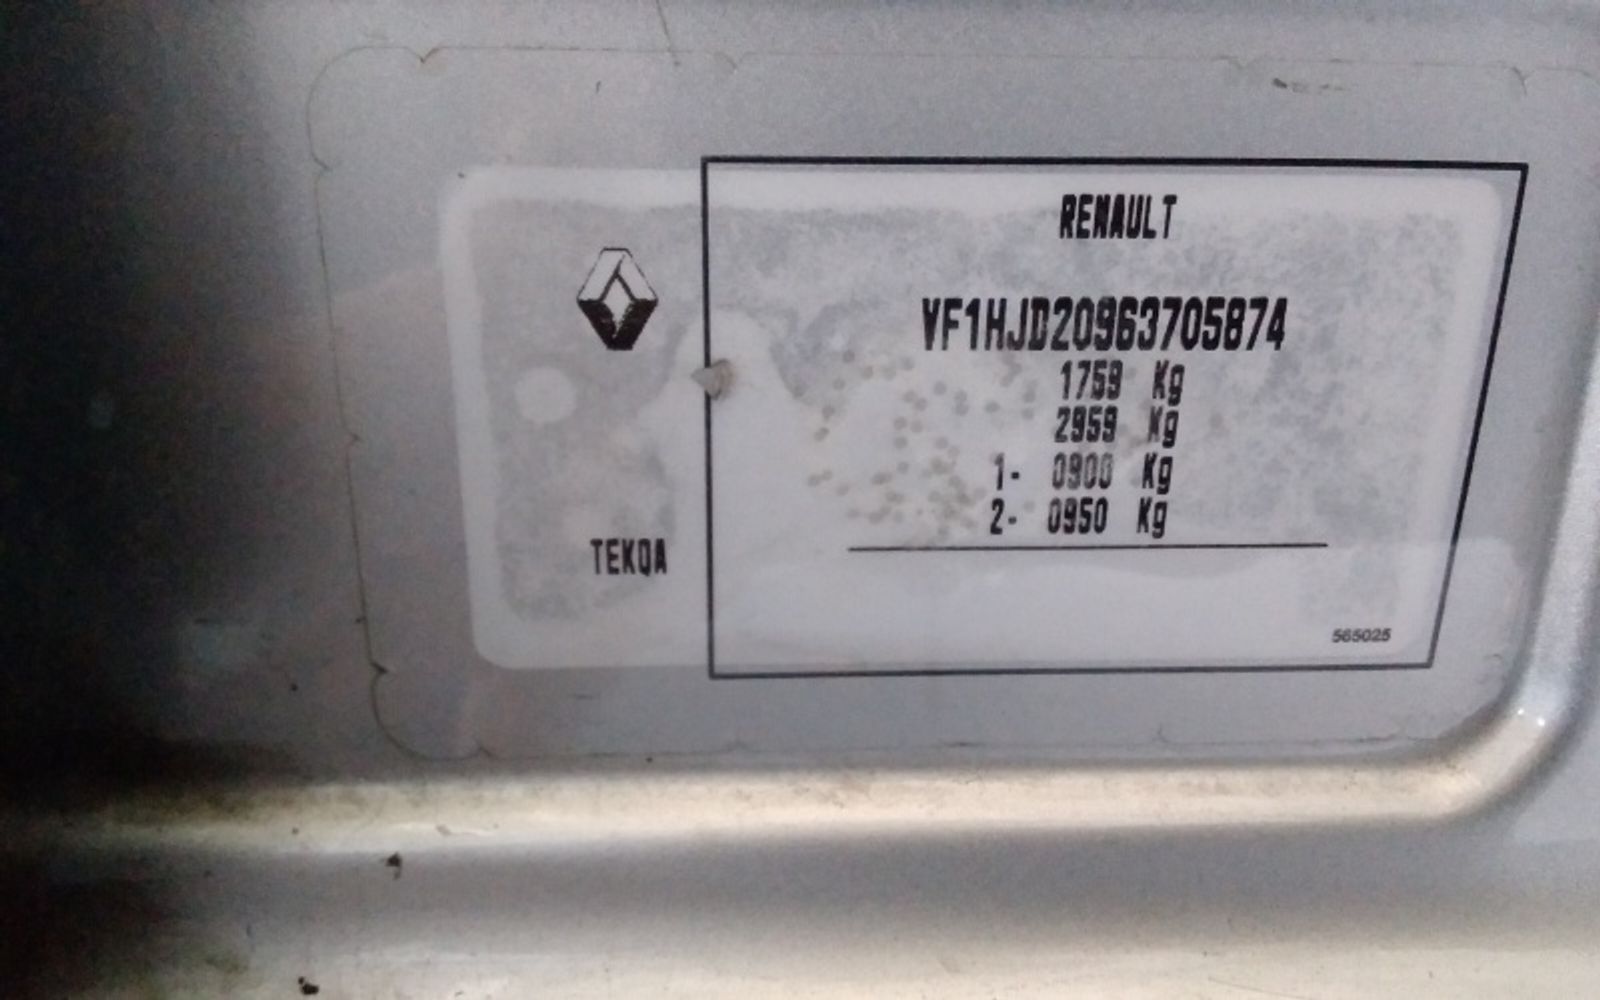 RENAULT
VF1HJD20963705874
1759 Kg
2959 Kg
1- 0900 Kg
2- 0950 Kg
TEKQA
565025